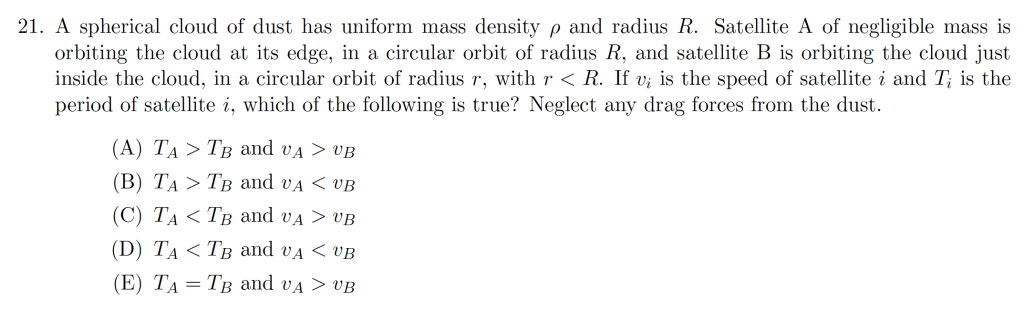 21. A spherical cloud of dust has uniform mass density ρ and radius R. Satellite A of negligible mass is
orbiting the cloud at its edge, in a circular orbit of radius R, and satellite B is orbiting the cloud just
inside the cloud, in a circular orbit of radius r, with r < R. If v_i is the speed of satellite i and T_i is the
period of satellite i, which of the following is true? Neglect any drag forces from the dust.
(A) T_A > T_B and v_A > v_B
(B) T_A > T_B and v_A < v_B
(C) T_A < T_B and v_A > v_B
(D) T_A < T_B and v_A < v_B
(E) T_A = T_B and v_A > v_B